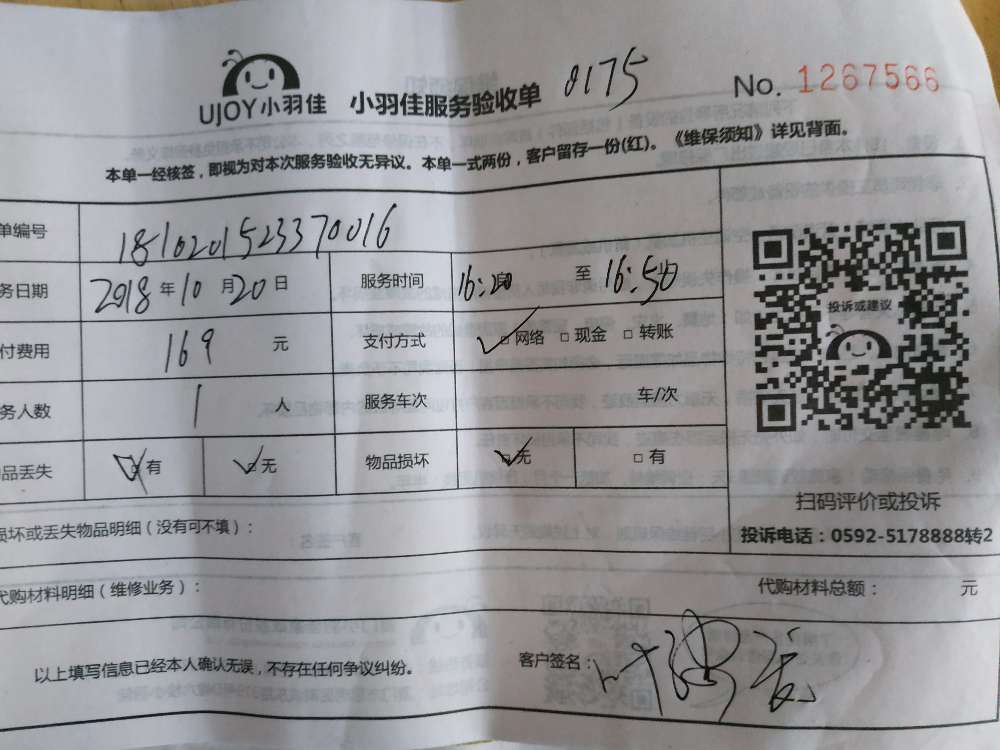 UJOY小羽佳 小羽佳服务验收单 0175 No. 1267566
本单一经核签，即视为对本次服务验收无异议。本单一式两份，客户留存一份(红)。《维保须知》详见背面。
单编号 1810201523370016
务日期 2018年10月20日 服务时间 16:20 至 16:50
付费用 169 元 支付方式 ✓□网络 □现金 □转账
务人数 1 人 服务车次 车/次
品丢失 □有 ✓□无 物品损坏 ✓□无 □有
投诉或建议
扫码评价或投诉
投诉电话：0592-5178888转2
损坏或丢失物品明细（没有可不填）：
代购材料明细（维修业务）： 代购材料总额： 元
以上填写信息已经本人确认无误，不存在任何争议纠纷。 客户签名：